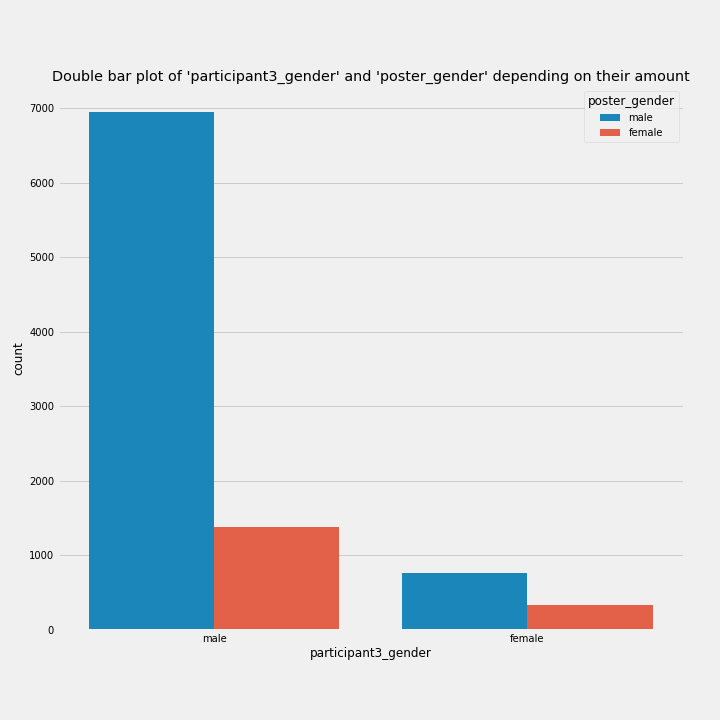 Double bar plot of 'participant3_gender' and 'poster_gender' depending on their amount
poster_gender
male
female
7000
6000
5000
4000
3000
2000
1000
0
count
male
female
participant3_gender